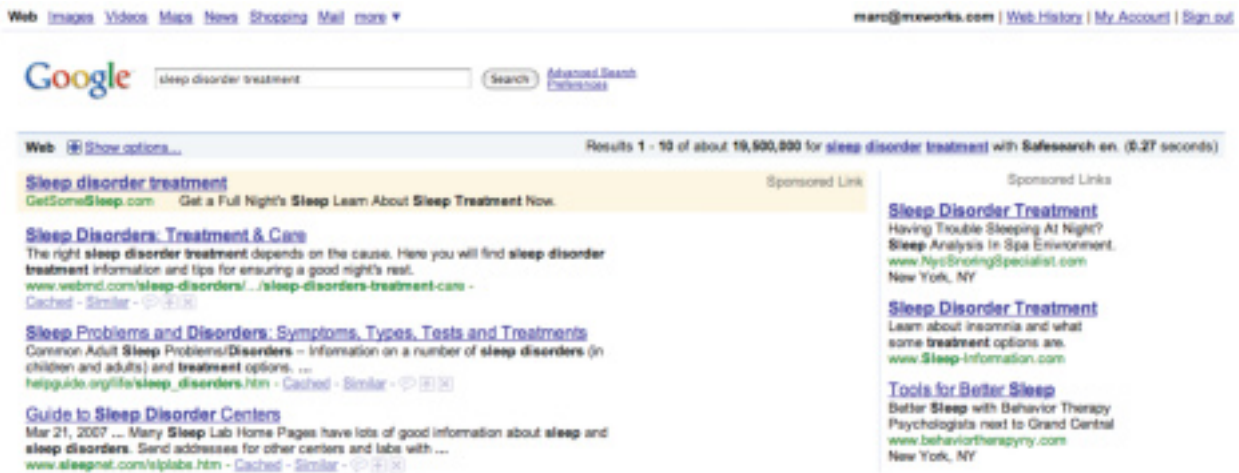 Web Images Videos Maps News Shopping Mail more ▼
marc@mxworks.com | Web History | My Account | Sign out
Google
sleep disorder treatment
Search
Advanced Search
Preferences
Web Show options...
Results 1 - 10 of about 19,500,000 for sleep disorder treatment with Safesearch on. (0.27 seconds)
Sleep disorder treatment
Sponsored Link
GetSomeSleep.com Get a Full Night's Sleep Learn About Sleep Treatment Now.
Sleep Disorders: Treatment & Care
The right sleep disorder treatment depends on the cause. Here you will find sleep disorder
treatment information and tips for ensuring a good night's rest.
www.webmd.com/sleep-disorders/.../sleep-disorders-treatment-care -
Cached - Similar -
Sleep Problems and Disorders: Symptoms, Types, Tests and Treatments
Common Adult Sleep Problems/Disorders – Information on a number of sleep disorders (in
children and adults) and treatment options. ...
helpguide.org/life/sleep_disorders.htm - Cached - Similar -
Guide to Sleep Disorder Centers
Mar 21, 2007 ... Many Sleep Lab Home Pages have lots of good information about sleep and
sleep disorders. Send addresses for other centers and labs with ...
www.sleepnet.com/slplabs.htm - Cached - Similar -
Sponsored Links
Sleep Disorder Treatment
Having Trouble Sleeping At Night?
Sleep Analysis In Spa Enivronment.
www.NycSnoringSpecialist.com
New York, NY
Sleep Disorder Treatment
Learn about insomnia and what
some treatment options are.
www.Sleep-Information.com
Tools for Better Sleep
Better Sleep with Behavior Therapy
Psychologists next to Grand Central
www.behaviortherapyny.com
New York, NY